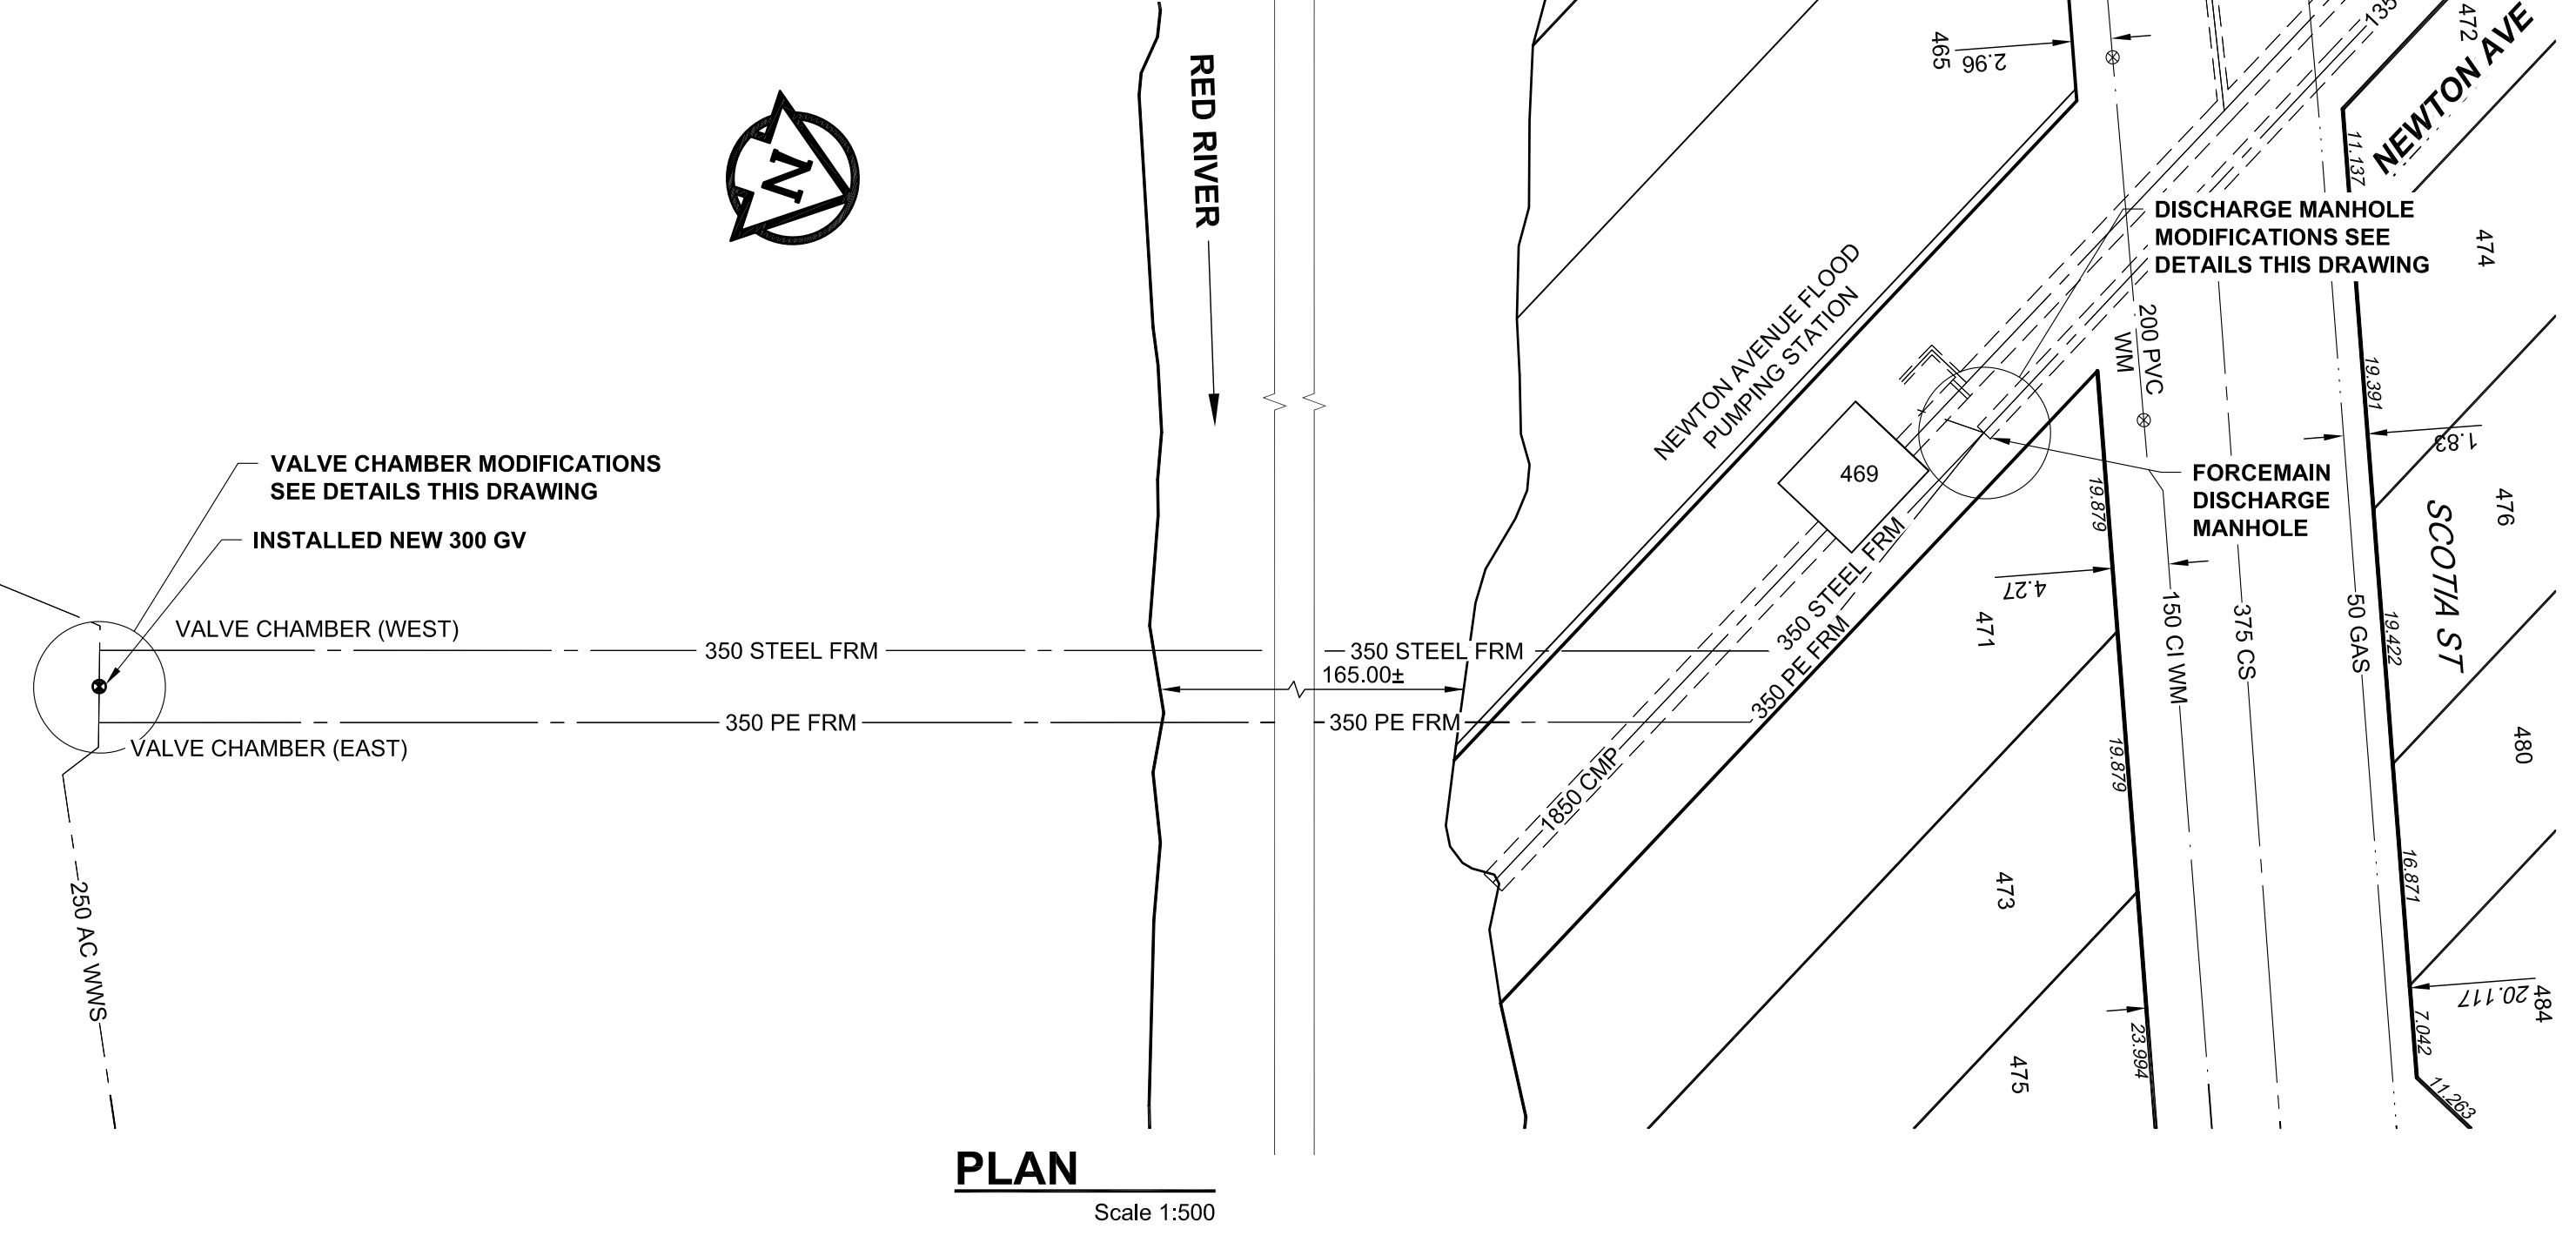 RED RIVER
N
VALVE CHAMBER MODIFICATIONS
SEE DETAILS THIS DRAWING
INSTALLED NEW 300 GV
VALVE CHAMBER (WEST)
VALVE CHAMBER (EAST)
350 STEEL FRM
350 PE FRM
250 AC WWS
350 STEEL FRM
165.00±
350 PE FRM
NEWTON AVENUE FLOOD
PUMPING STATION
469
350 STEEL FRM
350 PE FRM
1850 CMP
465
2.96
135
472
NEWTON AVE
11.137
DISCHARGE MANHOLE
MODIFICATIONS SEE
DETAILS THIS DRAWING
474
200 PVC
WM
19.391
1.83
FORCEMAIN
DISCHARGE
MANHOLE
476
SCOTIA ST
19.879
4.27
471
150 CI WM
375 CS
50 GAS
19.422
480
19.879
473
16.871
20.117
484
7.042
23.994
475
11.263
PLAN
Scale 1:500